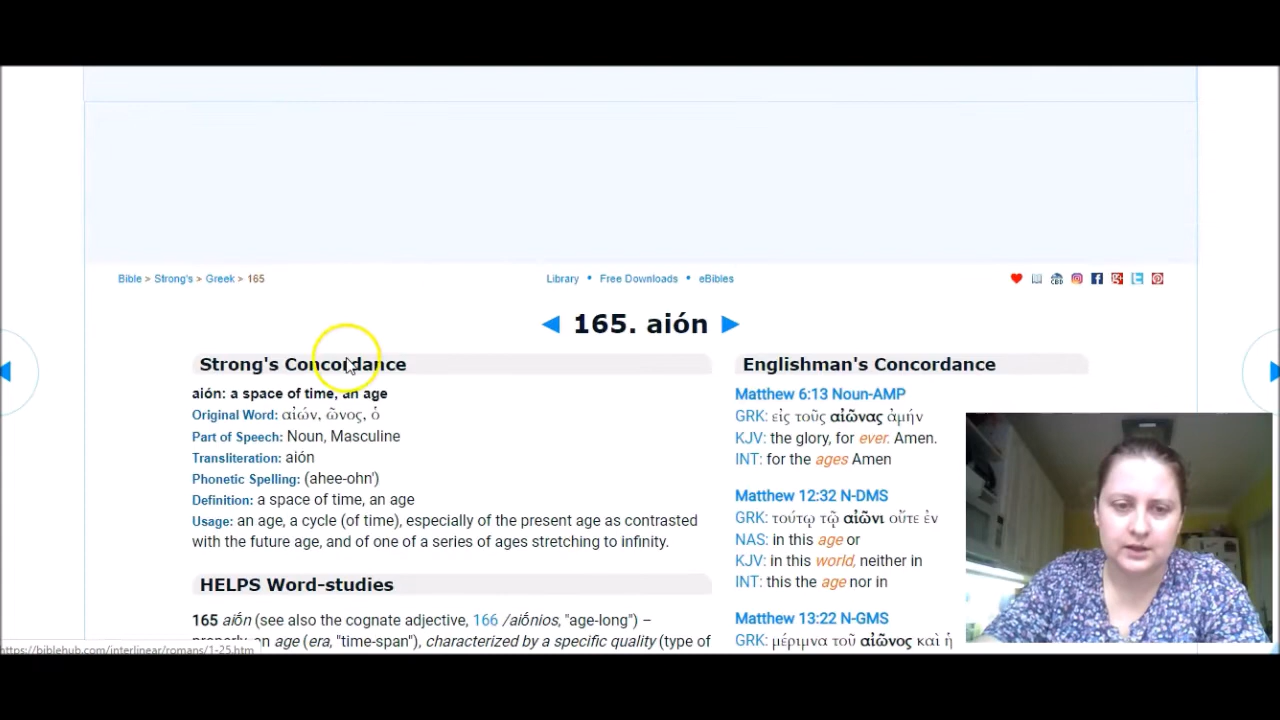 Bible > Strong's > Greek > 165
Library • Free Downloads • eBibles
165. aión
Strong's Concordance
aión: a space of time, an age
Original Word: αἰών, ῶνος, ὁ
Part of Speech: Noun, Masculine
Transliteration: aión
Phonetic Spelling: (ahee-ohn')
Definition: a space of time, an age
Usage: an age, a cycle (of time), especially of the present age as contrasted
with the future age, and of one of a series of ages stretching to infinity.
HELPS Word-studies
165 aiṓn (see also the cognate adjective, 166 /aiṓnios, "age-long") –
properly, an age (era, "time-span"), characterized by a specific quality (type of
Englishman's Concordance
Matthew 6:13 Noun-AMP
GRK: εἰς τοῦς αἰῶνας ἀμήν
KJV: the glory, for ever. Amen.
INT: for the ages Amen
Matthew 12:32 N-DMS
GRK: τούτῳ τῷ αἰῶνι οὔτε ἐν
NAS: in this age or
KJV: in this world, neither in
INT: this the age nor in
Matthew 13:22 N-GMS
GRK: μέριμνα τοῦ αἰῶνος καὶ ἡ
https://biblehub.com/interlinear/romans/1-25.htm